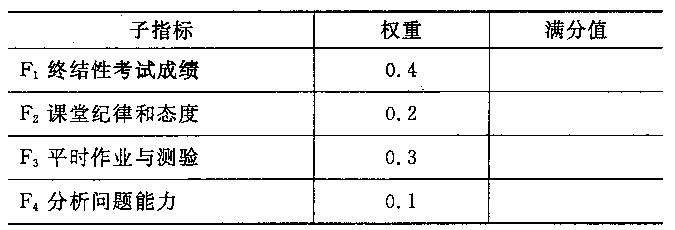 子指标 权重 满分值
F₁ 终结性考试成绩 0.4
F₂ 课堂纪律和态度 0.2
F₃ 平时作业与测验 0.3
F₄ 分析问题能力 0.1